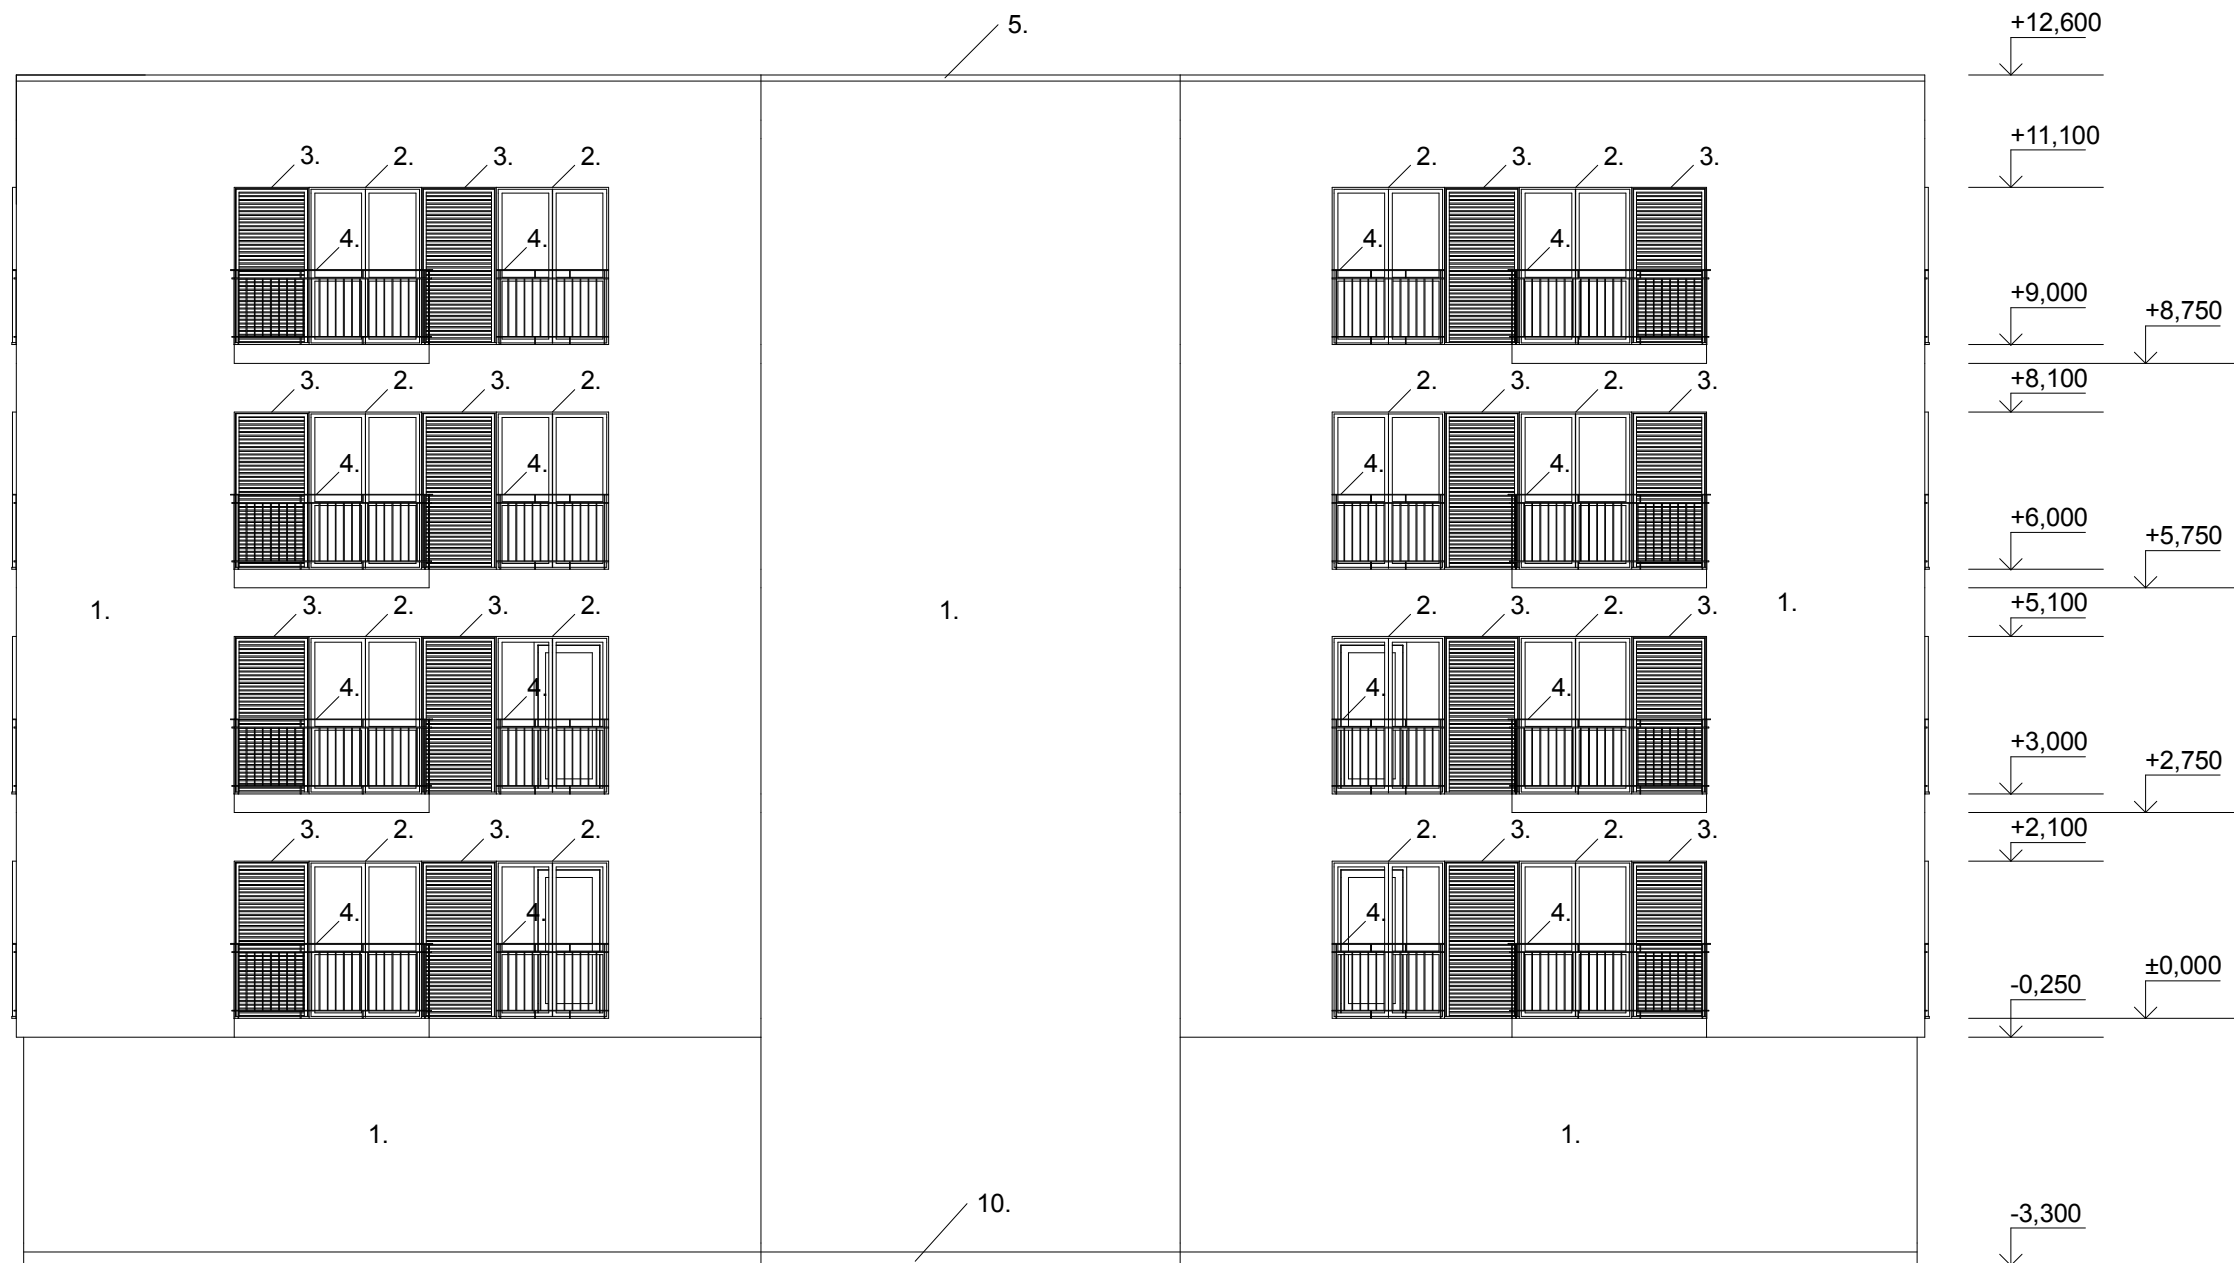 5.
+12,600
+11,100
3. 2. 3. 2. 2. 3. 2. 3.
4. 4. 4. 4.
+9,000
+8,750
3. 2. 3. 2. 2. 3. 2. 3.
+8,100
4. 4. 4. 4.
+6,000
+5,750
3. 2. 3. 2. 2. 3. 2. 3.
1. 1. 1.
+5,100
4. 4. 4. 4.
+3,000
+2,750
3. 2. 3. 2. 2. 3. 2. 3.
+2,100
4. 4. 4. 4.
±0,000
-0,250
1. 1.
10.
-3,300